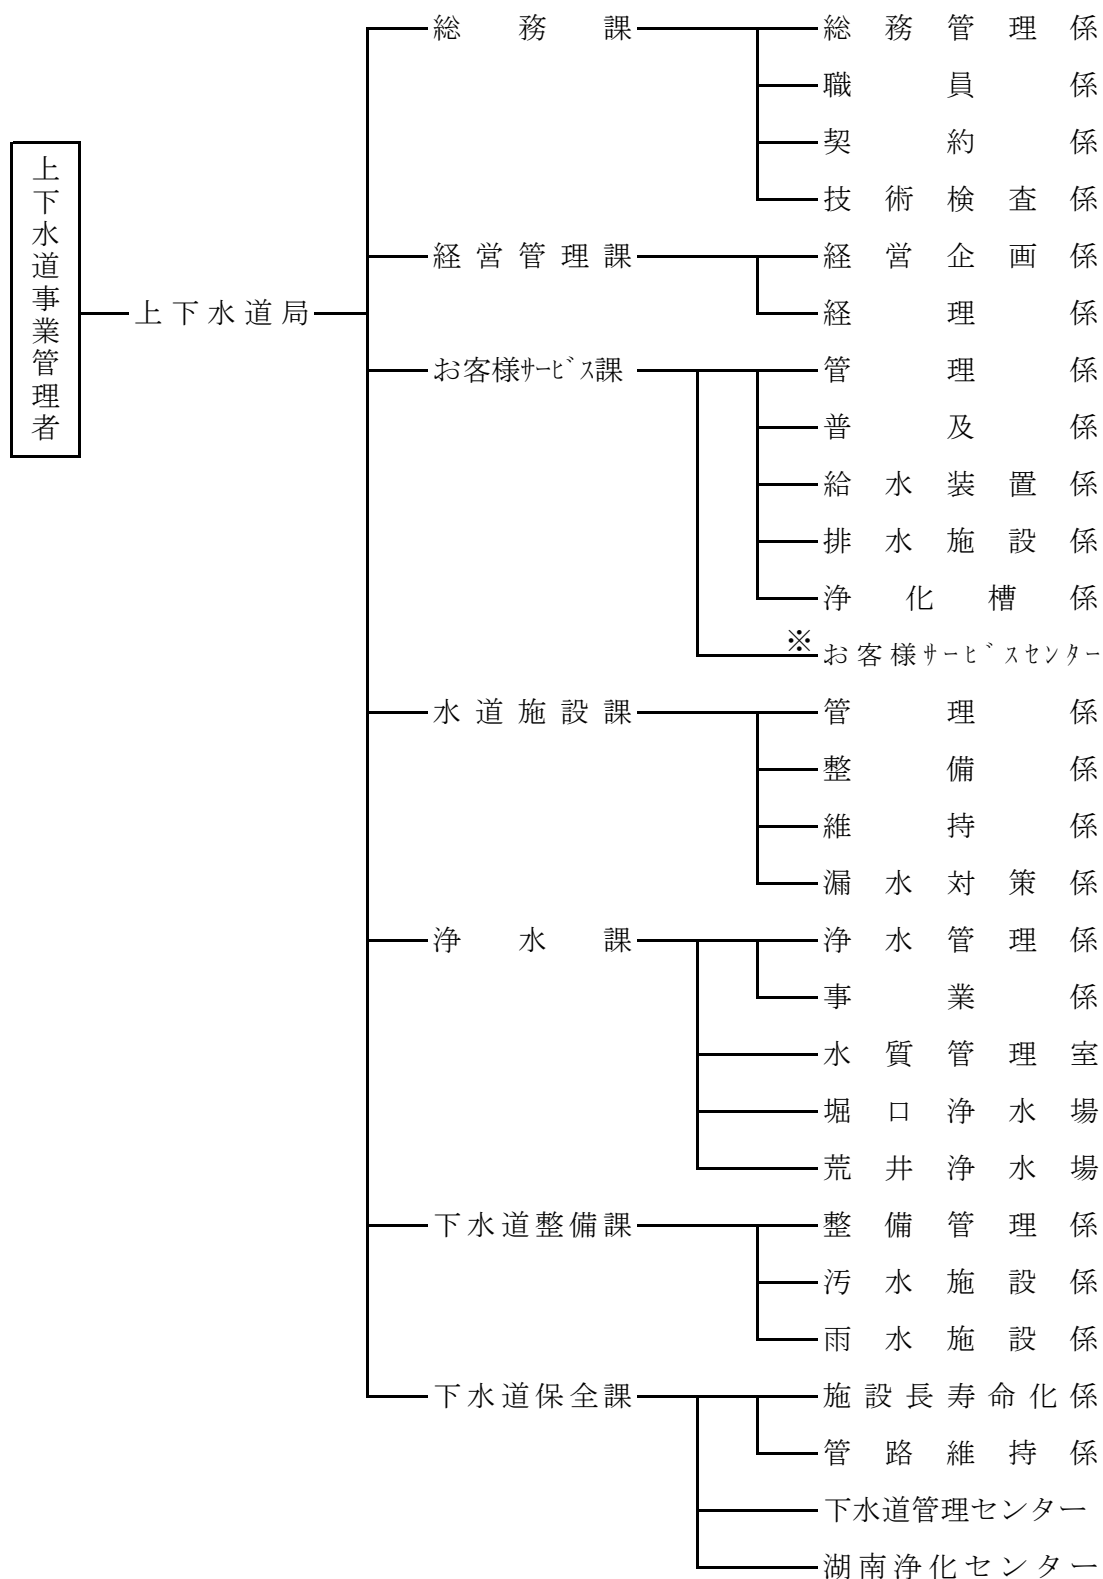 上下水道事業管理者
上下水道局
総務課
総務管理係
職員係
契約係
技術検査係
経営管理課
経営企画係
経理係
お客様サービス課
管理係
普及係
給水装置係
排水施設係
浄化槽係
※お客様サービスセンター
水道施設課
管理係
整備係
維持係
漏水対策係
浄水課
浄水管理係
事業係
水質管理室
堀口浄水場
荒井浄水場
下水道整備課
整備管理係
汚水施設係
雨水施設係
下水道保全課
施設長寿命化係
管路維持係
下水道管理センター
湖南浄化センター